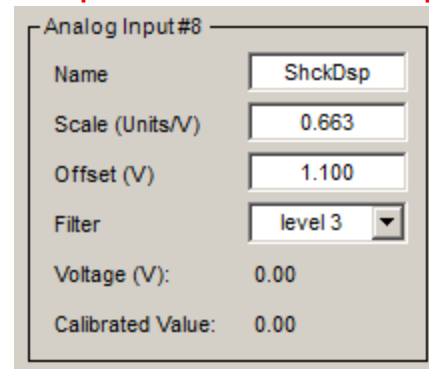 Analog Input #8
Name ShckDsp
Scale (Units/V) 0.663
Offset (V) 1.100
Filter level 3
Voltage (V): 0.00
Calibrated Value: 0.00